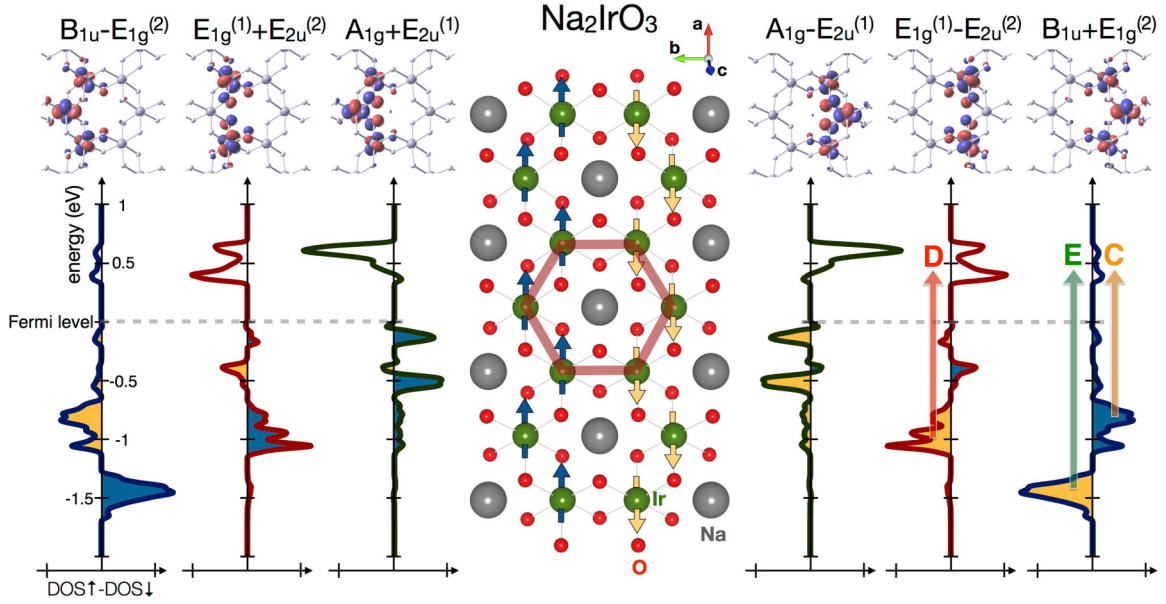 B₁ᵤ-E₁g⁽²⁾
E₁g⁽¹⁾+E₂ᵤ⁽²⁾
A₁g+E₂ᵤ⁽¹⁾
Na₂IrO₃
A₁g-E₂ᵤ⁽¹⁾
E₁g⁽¹⁾-E₂ᵤ⁽²⁾
B₁ᵤ+E₁g⁽²⁾
a
b
c
energy (eV)
1
0.5
Fermi level
-0.5
-1
-1.5
DOS↑-DOS↓
D
E
C
Ir
Na
O